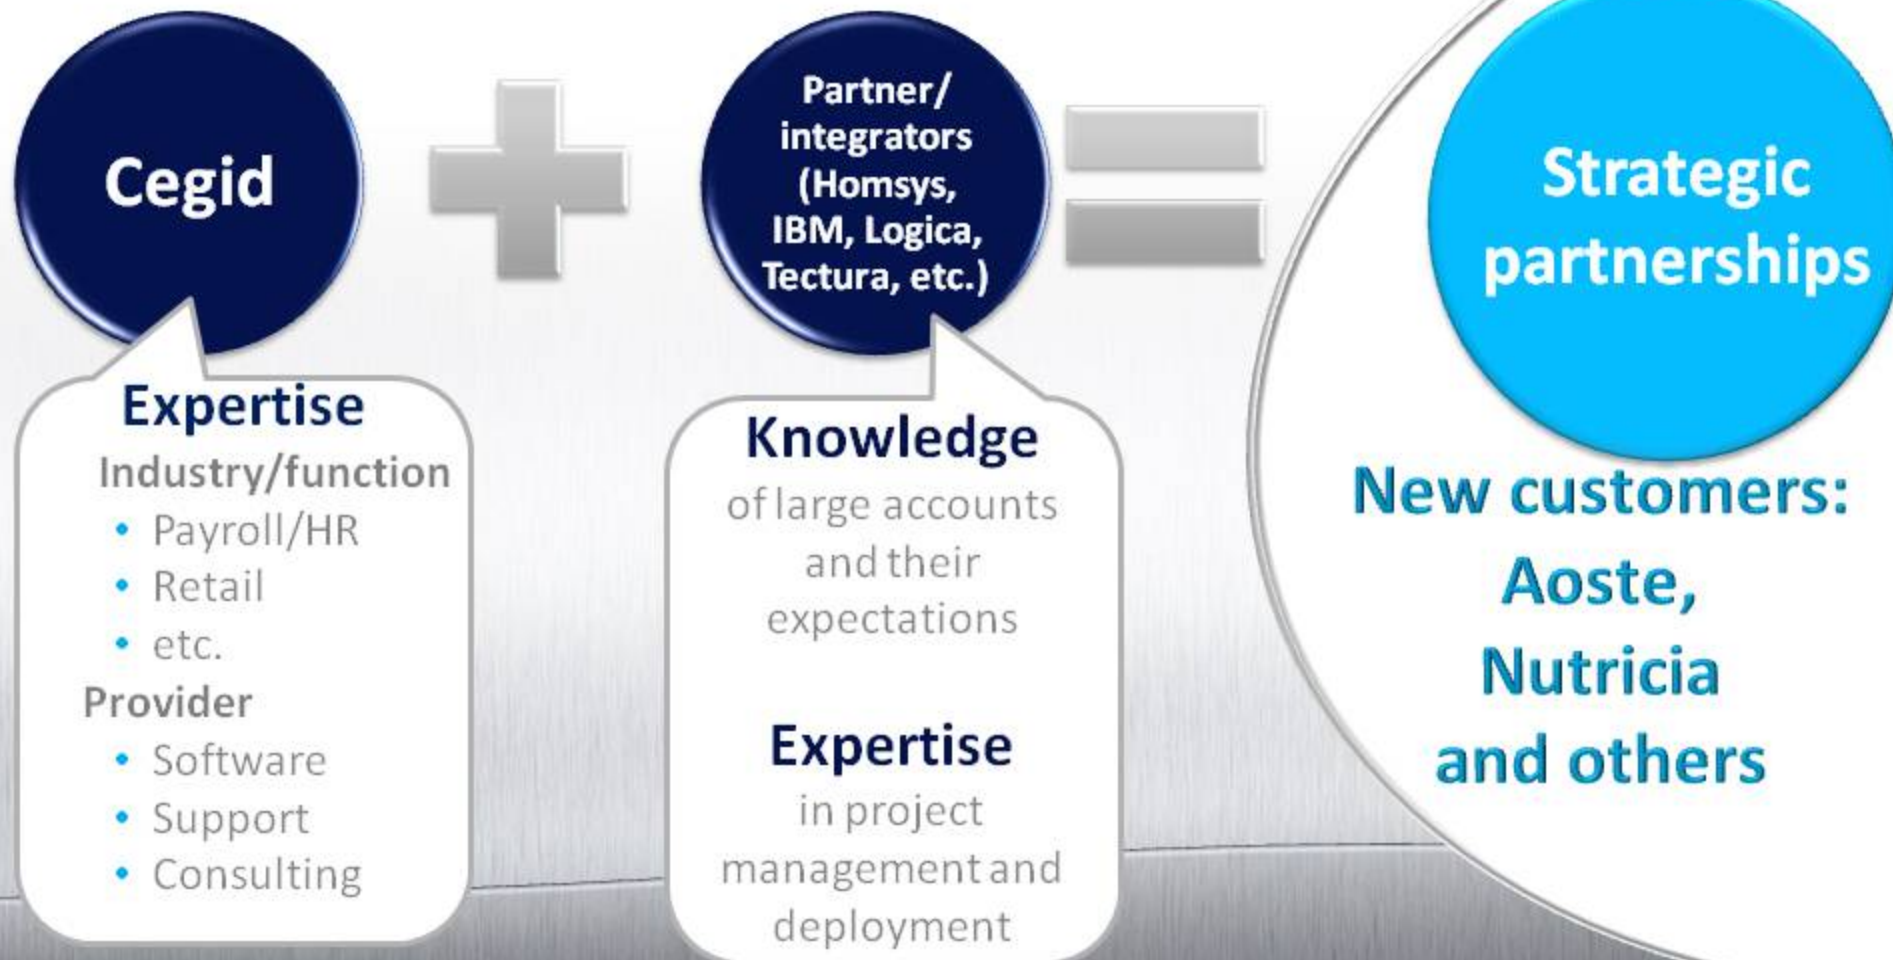 Cegid
Expertise
Industry/function
• Payroll/HR
• Retail
• etc.
Provider
• Software
• Support
• Consulting
Partner/
integrators
(Homsys,
IBM, Logica,
Tectura, etc.)
Knowledge
of large accounts
and their
expectations
Expertise
in project
management and
deployment
Strategic
partnerships
New customers:
Aoste,
Nutricia
and others